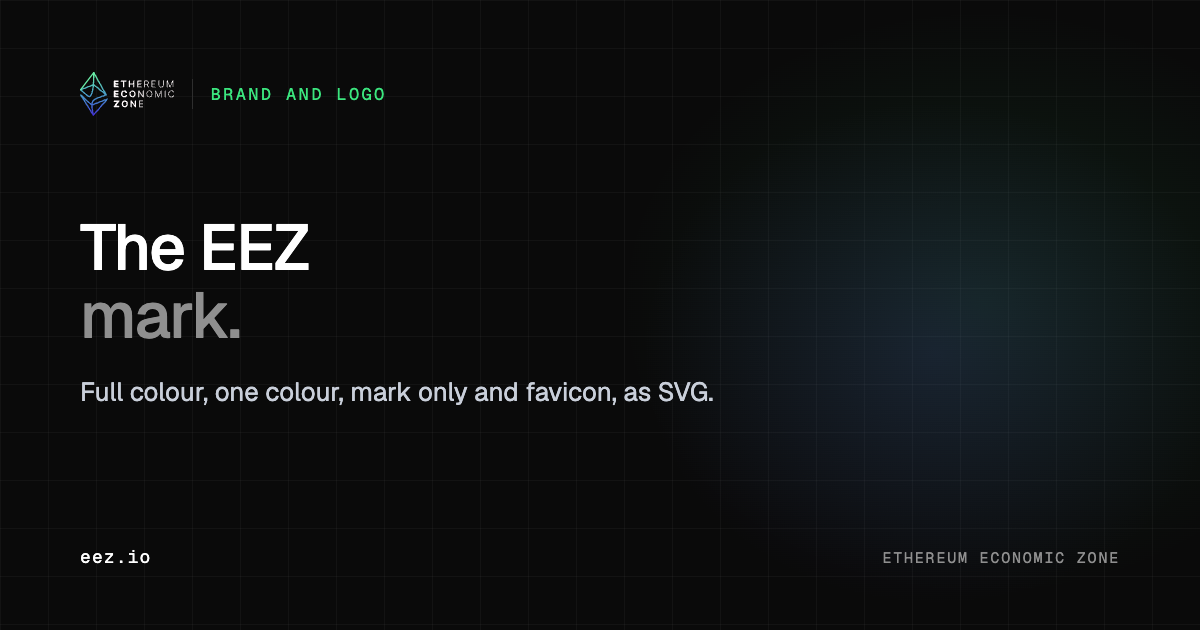 ETHEREUM
ECONOMIC
ZONE
BRAND AND LOGO
The EEZ
mark.
Full colour, one colour, mark only and favicon, as SVG.
eez.io
ETHEREUM ECONOMIC ZONE